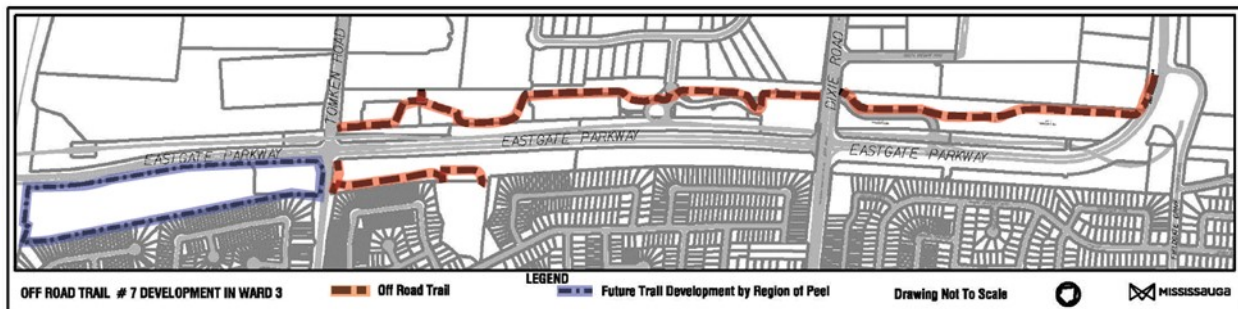 TOMKEN ROAD
DIXIE ROAD
EASTGATE PARKWAY
EASTGATE PARKWAY
EASTGATE PARKWAY
LEGEND
OFF ROAD TRAIL # 7 DEVELOPMENT IN WARD 3
Off Road Trail
Future Trail Development by Region of Peel
Drawing Not To Scale
MISSISSAUGA